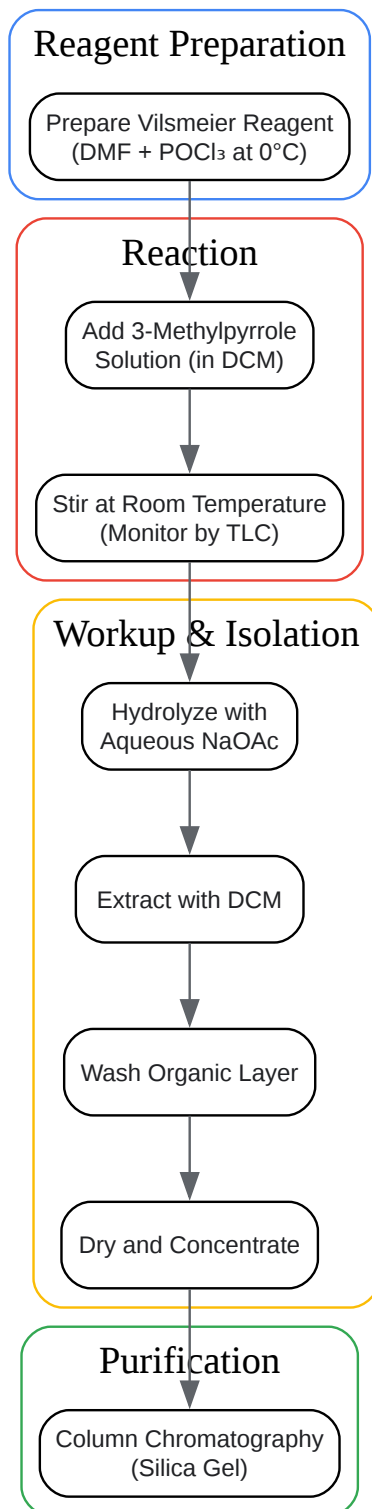 Reagent Preparation
Prepare Vilsmeier Reagent
(DMF + POCl₃ at 0°C)
Reaction
Add 3-Methylpyrrole
Solution (in DCM)
Stir at Room Temperature
(Monitor by TLC)
Workup & Isolation
Hydrolyze with
Aqueous NaOAc
Extract with DCM
Wash Organic Layer
Dry and Concentrate
Purification
Column Chromatography
(Silica Gel)